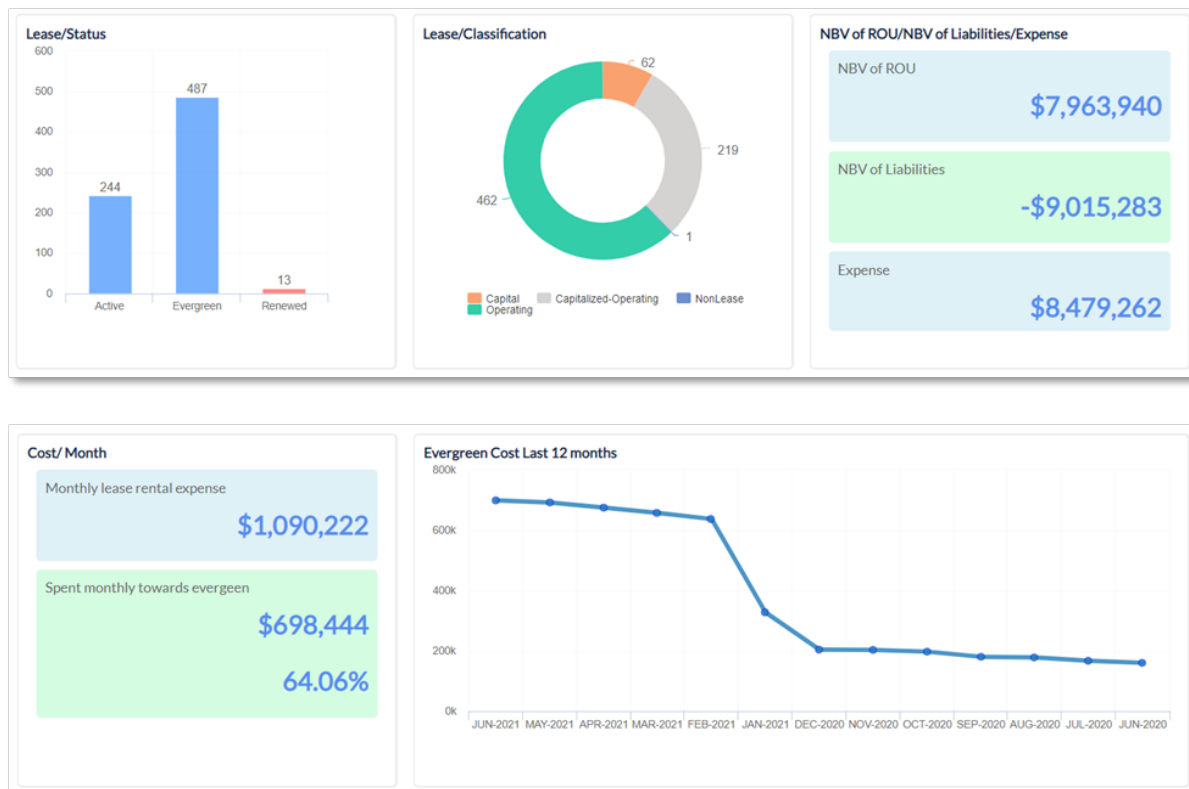 Lease/Status
600
500
400
300
200
100
0
244
487
13
Active
Evergreen
Renewed
Lease/Classification
62
219
462
1
Capital
Capitalized-Operating
NonLease
Operating
NBV of ROU/NBV of Liabilities/Expense
NBV of ROU
$7,963,940
NBV of Liabilities
-$9,015,283
Expense
$8,479,262
Cost/ Month
Monthly lease rental expense
$1,090,222
Spent monthly towards evergeen
$698,444
64.06%
Evergreen Cost Last 12 months
800k
600k
400k
200k
0k
JUN-2021 MAY-2021 APR-2021 MAR-2021 FEB-2021 JAN-2021 DEC-2020 NOV-2020 OCT-2020 SEP-2020 AUG-2020 JUL-2020 JUN-2020